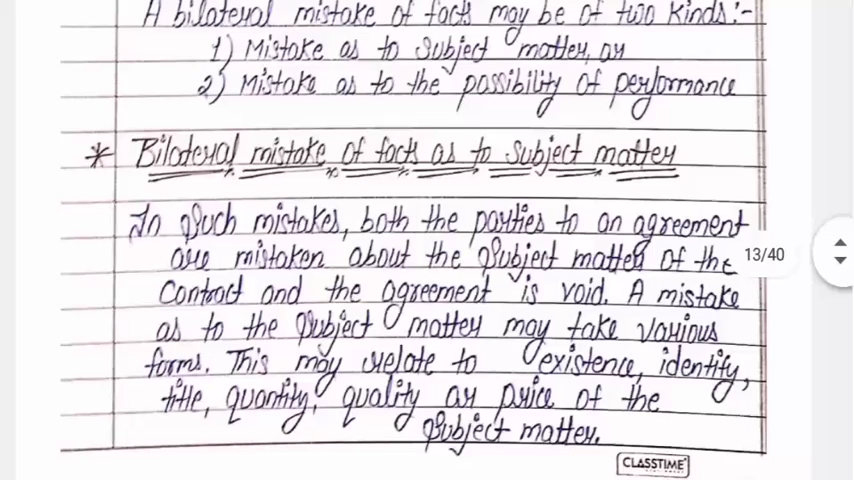 A bilateral mistake of facts may be of two kinds:-
1) Mistake as to subject matter, or
2) Mistake as to the possibility of performance
* Bilateral mistake of facts as to subject matter
In such mistakes, both the parties to an agreement
are mistaken about the subject matter of the
13/40
contract and the agreement is void. A mistake
as to the subject matter may take various
forms. This may relate to existence, identify,
title, quantity, quality or price of the
subject matter.
CLASSTIME